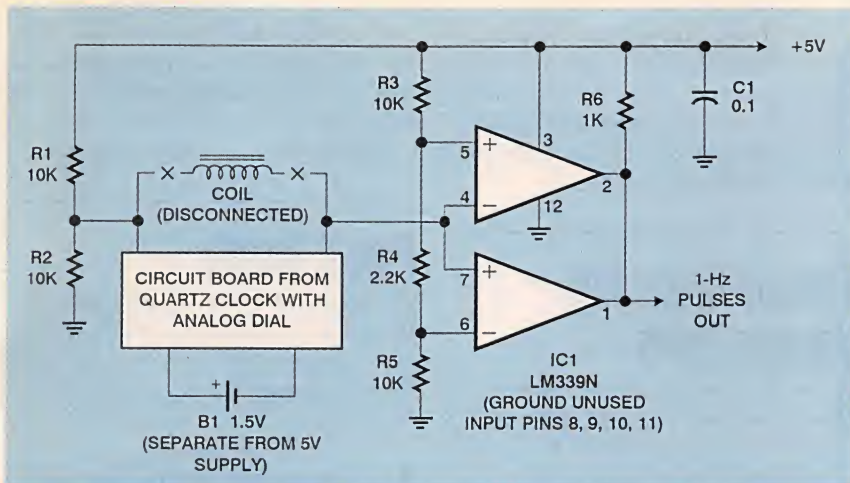 +5V
R1
10K
R2
10K
× COIL ×
(DISCONNECTED)
CIRCUIT BOARD FROM
QUARTZ CLOCK WITH
ANALOG DIAL
+
B1 1.5V
(SEPARATE FROM 5V
SUPPLY)
R3
10K
R4
2.2K
R5
10K
5
+
4
−
3
12
2
7
+
6
−
1
R6
1K
C1
0.1
1-Hz
PULSES
OUT
IC1
LM339N
(GROUND UNUSED
INPUT PINS 8, 9, 10, 11)